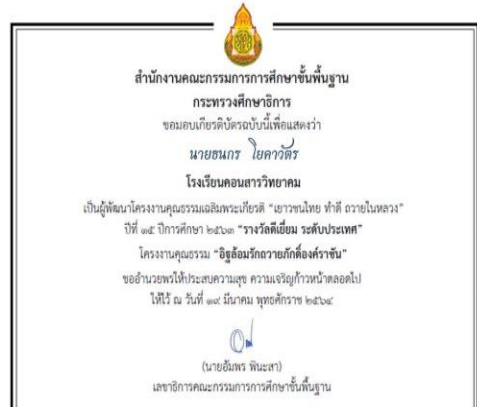 สำนักงานคณะกรรมการการศึกษาขั้นพื้นฐาน
กระทรวงศึกษาธิการ
ขอมอบเกียรติบัตรฉบับนี้เพื่อแสดงว่า
นายธนกร โยคาวัตร
โรงเรียนคอนสารวิทยาคม
เป็นผู้พัฒนาโครงงานคุณธรรมเฉลิมพระเกียรติ "เยาวชนไทย ทำดี ถวายในหลวง"
ปีที่ ๑๕ ปีการศึกษา ๒๕๖๓ "รางวัลดีเยี่ยม ระดับประเทศ"
โครงงานคุณธรรม "อิฐล้อมรักถวายภักดิ์องค์ราชัน"
ขออำนวยพรให้ประสบความสุข ความเจริญก้าวหน้าตลอดไป
ให้ไว้ ณ วันที่ ๑๙ มีนาคม พุทธศักราช ๒๕๖๔
(นายอัมพร พินะสา)
เลขาธิการคณะกรรมการการศึกษาขั้นพื้นฐาน